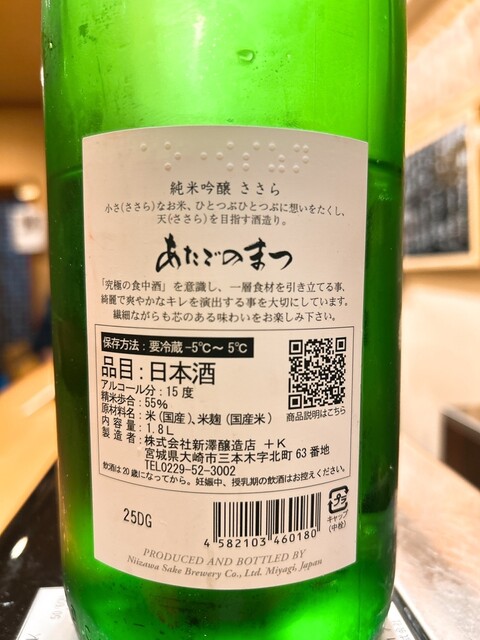 純米吟醸 ささら
小さ(ささら)なお米、ひとつぶひとつぶに想いをたくし、
天(ささら)を目指す酒造り。
あたごのまつ
「究極の食中酒」を意識し、一層食材を引き立てる事、
綺麗で爽やかなキレを演出する事を大切にしています。
繊細ながらも芯のある味わいをお楽しみ下さい。
保存方法：要冷蔵-5℃～5℃
品目：日本酒
アルコール分：15度
精米歩合：55%
原材料名：米(国産)、米麹(国産米)
内容量：1.8L
製造者：株式会社新澤醸造店 +K
宮城県大崎市三本木字北町63番地
TEL0229-52-3002
商品説明はこちら
飲酒は20歳になってから。妊娠中、授乳期の飲酒はお控えください。
25DG
4582103460180
プラ
キャップ
(中栓)
PRODUCED AND BOTTLED BY
Niizawa Sake Brewery Co., Ltd. Miyagi, Japan